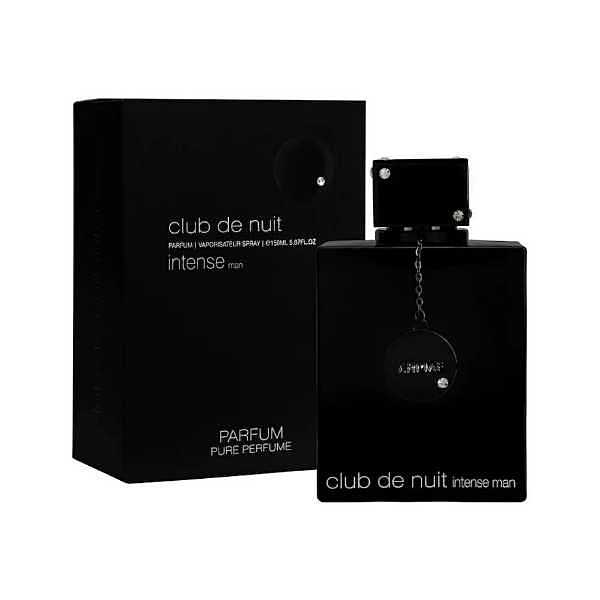 club de nuit
PARFUM | VAPORISATEUR SPRAY | ℮150ML 5.07FL.OZ
intense man
PARFUM
PURE PERFUME
ARMAF
club de nuit intense man